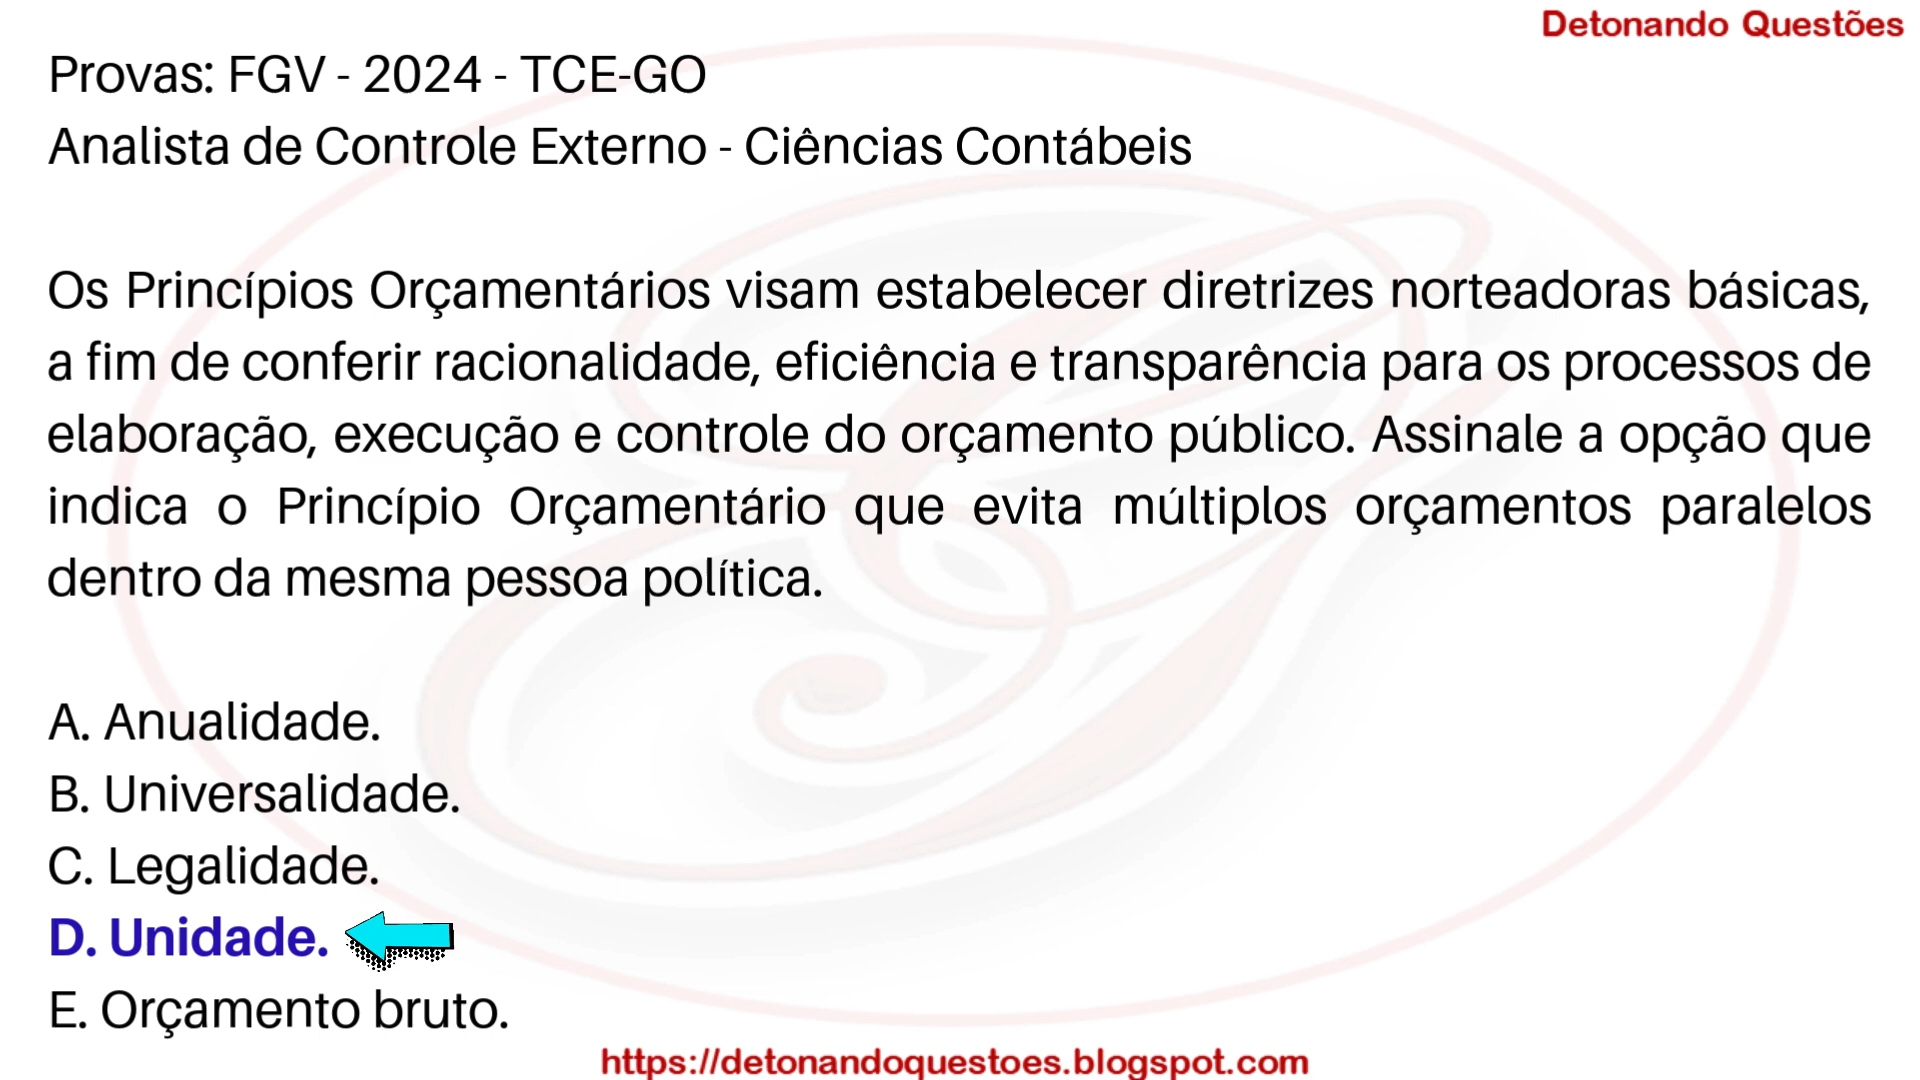 Detonando Questões
Provas: FGV - 2024 - TCE-GO
Analista de Controle Externo - Ciências Contábeis
Os Princípios Orçamentários visam estabelecer diretrizes norteadoras básicas,
a fim de conferir racionalidade, eficiência e transparência para os processos de
elaboração, execução e controle do orçamento público. Assinale a opção que
indica o Princípio Orçamentário que evita múltiplos orçamentos paralelos
dentro da mesma pessoa política.
A. Anualidade.
B. Universalidade.
C. Legalidade.
D. Unidade.
E. Orçamento bruto.
https://detonandoquestoes.blogspot.com